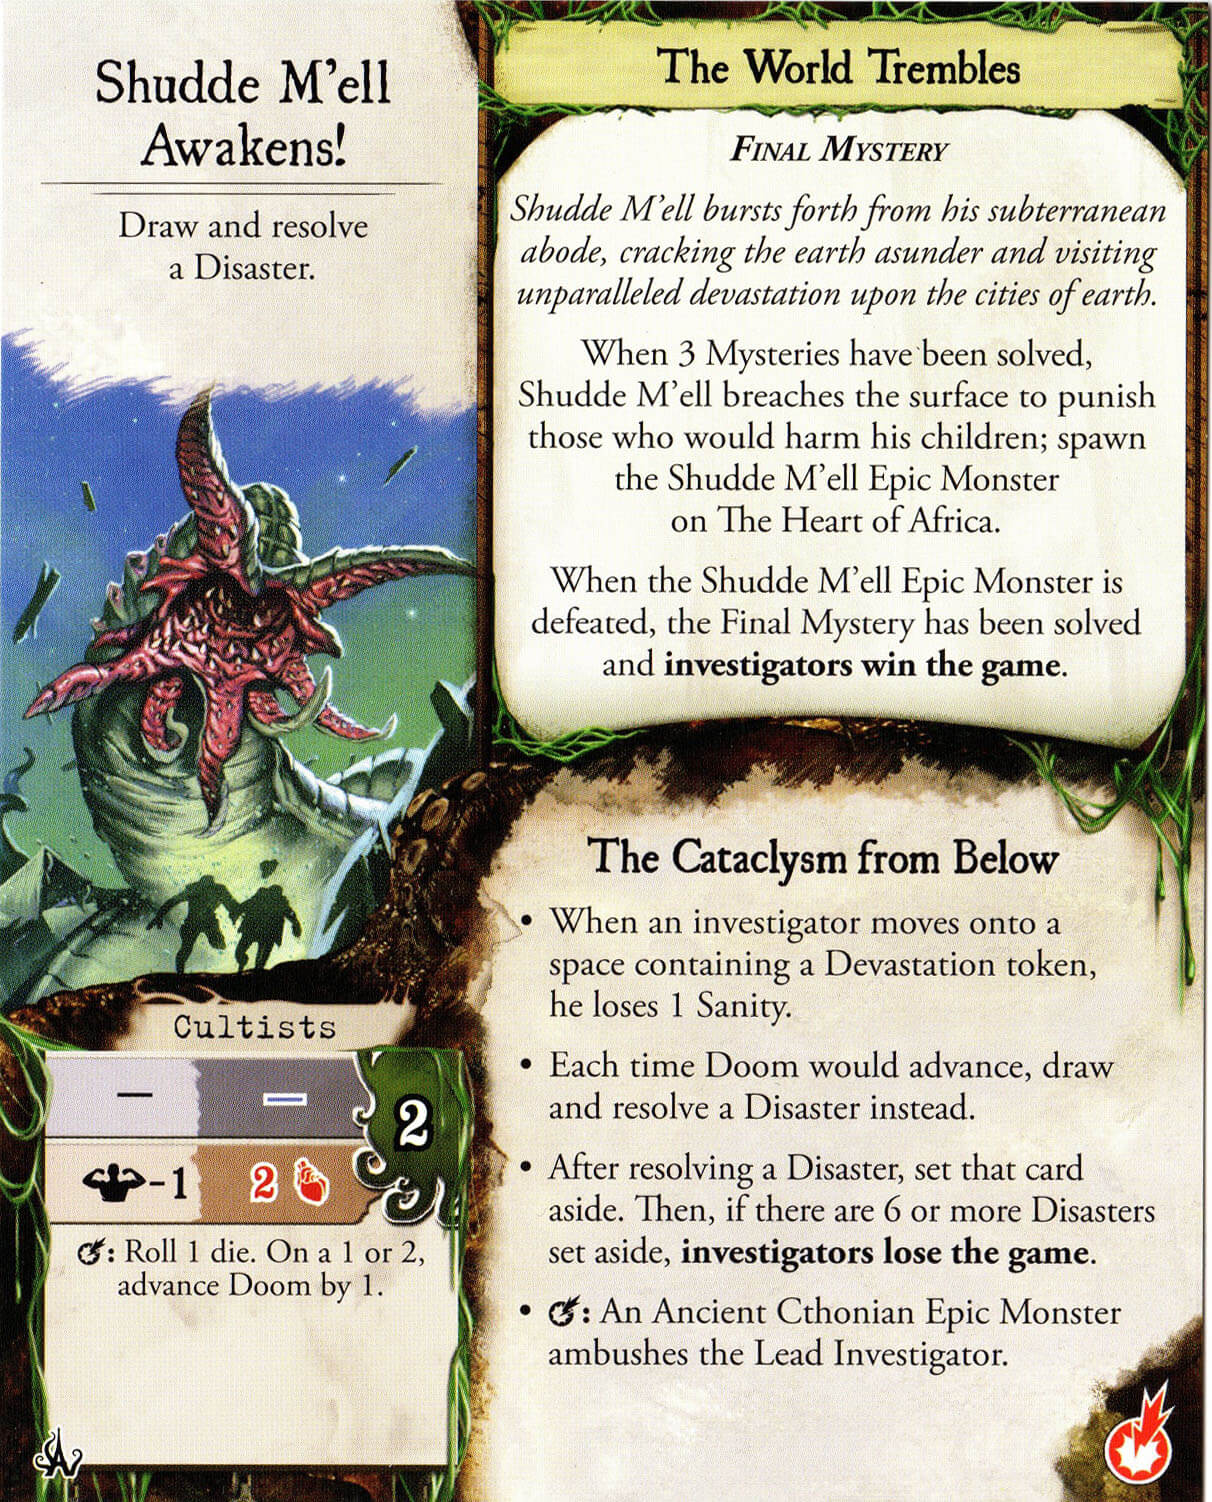 Shudde M'ell
Awakens!
Draw and resolve
a Disaster.
The World Trembles
Final Mystery
Shudde M'ell bursts forth from his subterranean
abode, cracking the earth asunder and visiting
unparalleled devastation upon the cities of earth.
When 3 Mysteries have been solved,
Shudde M'ell breaches the surface to punish
those who would harm his children; spawn
the Shudde M'ell Epic Monster
on The Heart of Africa.
When the Shudde M'ell Epic Monster is
defeated, the Final Mystery has been solved
and investigators win the game.
The Cataclysm from Below
• When an investigator moves onto a
space containing a Devastation token,
he loses 1 Sanity.
• Each time Doom would advance, draw
and resolve a Disaster instead.
• After resolving a Disaster, set that card
aside. Then, if there are 6 or more Disasters
set aside, investigators lose the game.
• : An Ancient Cthonian Epic Monster
ambushes the Lead Investigator.
Cultists
— —
2
-1 2
: Roll 1 die. On a 1 or 2,
advance Doom by 1.